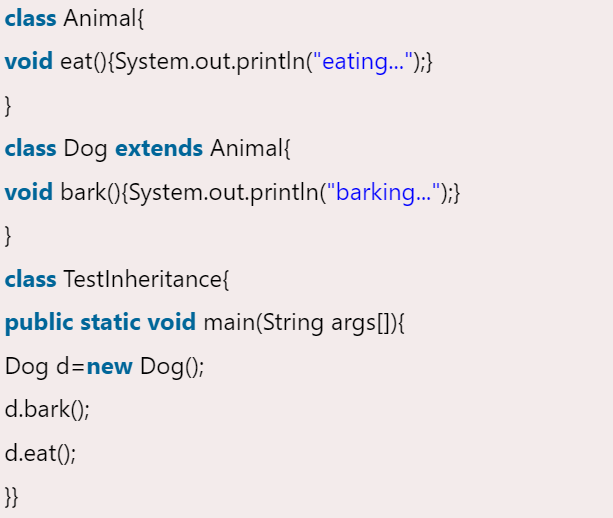 class Animal{
void eat(){System.out.println("eating...");}
}
class Dog extends Animal{
void bark(){System.out.println("barking...");}
}
class TestInheritance{
public static void main(String args[]){
Dog d=new Dog();
d.bark();
d.eat();
}}